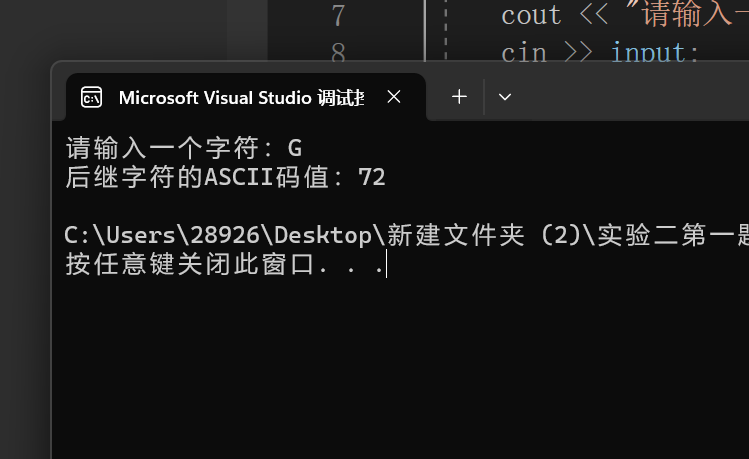 7 cout << "请输入一
8 cin >> input;
Microsoft Visual Studio 调试
请输入一个字符：G
后继字符的ASCII码值：72
C:\Users\28926\Desktop\新建文件夹 (2)\实验二第一题
按任意键关闭此窗口. . .